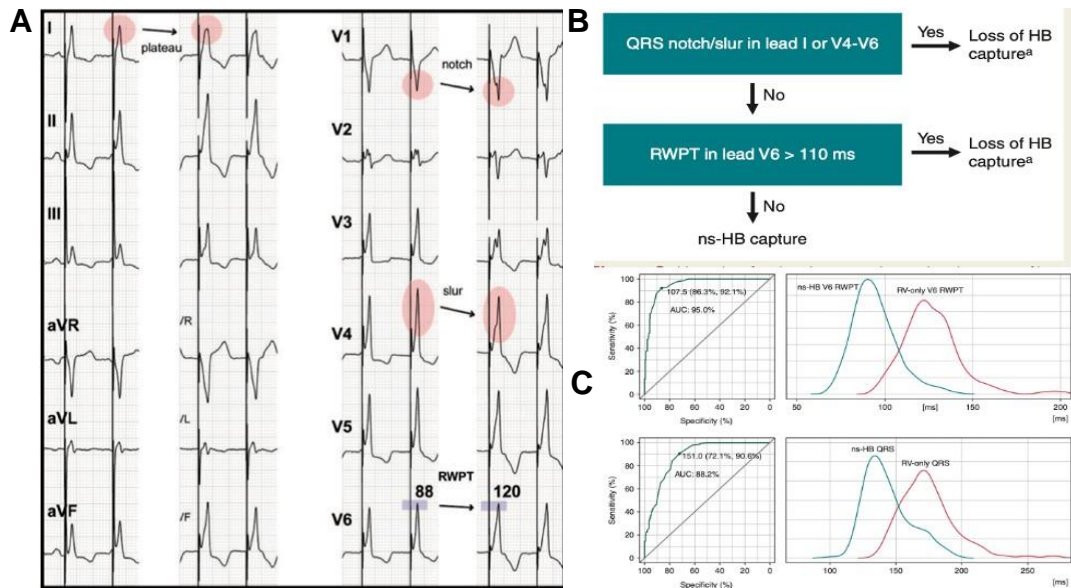 A
I
plateau
II
III
aVR
VR
aVL
VL
aVF
VF
V1
notch
V2
V3
slur
V4
V5
RWPT
88
120
V6
B
QRS notch/slur in lead I or V4-V6
Yes
Loss of HB
captureᵃ
No
RWPT in lead V6 > 110 ms
Yes
Loss of HB
captureᵃ
No
ns-HB capture
C
100
80
60
40
20
0
Sensitivity (%)
107.5 (86.3%, 92.1%)
AUC: 95.0%
100 80 60 40 20 0
Specificity (%)
ns-HB V6 RWPT
RV-only V6 RWPT
50 100 [ms] 150 200
[ms]
100
80
60
40
20
0
Sensitivity (%)
151.0 (72.1%, 90.6%)
AUC: 88.2%
100 80 60 40 20 0
Specificity (%)
ns-HB QRS
RV-only QRS
100 150 200 250
[ms]